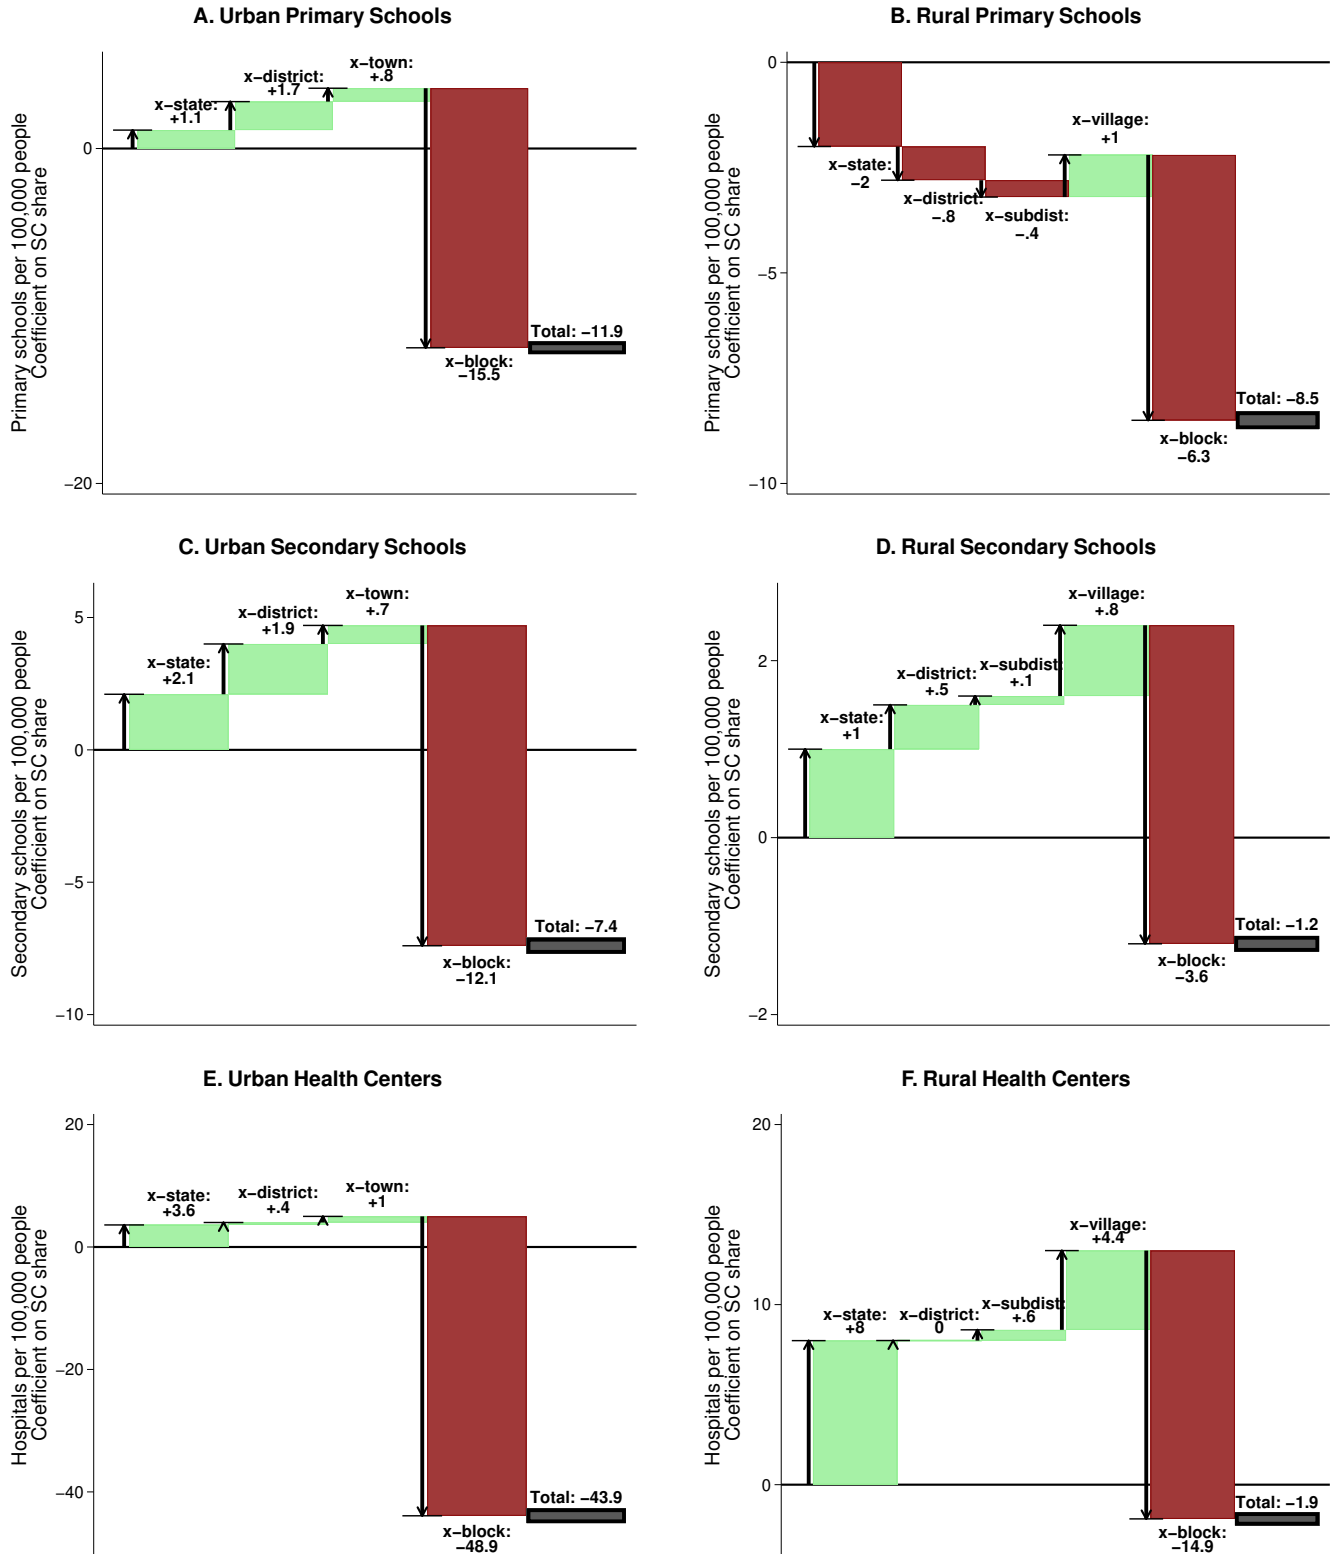 A. Urban Primary Schools
Primary schools per 100,000 people
Coefficient on SC share
0
−20
x−state:
+1.1
x−district:
+1.7
x−town:
+.8
x−block:
−15.5
Total: −11.9
B. Rural Primary Schools
Primary schools per 100,000 people
Coefficient on SC share
0
−5
−10
x−state:
−2
x−district:
−.8
x−subdist:
−.4
x−village:
+1
x−block:
−6.3
Total: −8.5
C. Urban Secondary Schools
Secondary schools per 100,000 people
Coefficient on SC share
5
0
−5
−10
x−state:
+2.1
x−district:
+1.9
x−town:
+.7
x−block:
−12.1
Total: −7.4
D. Rural Secondary Schools
Secondary schools per 100,000 people
Coefficient on SC share
2
0
−2
x−state:
+1
x−district:
+.5
x−subdist:
+.1
x−village:
+.8
x−block:
−3.6
Total: −1.2
E. Urban Health Centers
Hospitals per 100,000 people
Coefficient on SC share
20
0
−20
−40
x−state:
+3.6
x−district:
+.4
x−town:
+1
x−block:
−48.9
Total: −43.9
F. Rural Health Centers
Hospitals per 100,000 people
Coefficient on SC share
20
10
0
x−state:
+8
x−district:
0
x−subdist:
+.6
x−village:
+4.4
x−block:
−14.9
Total: −1.9